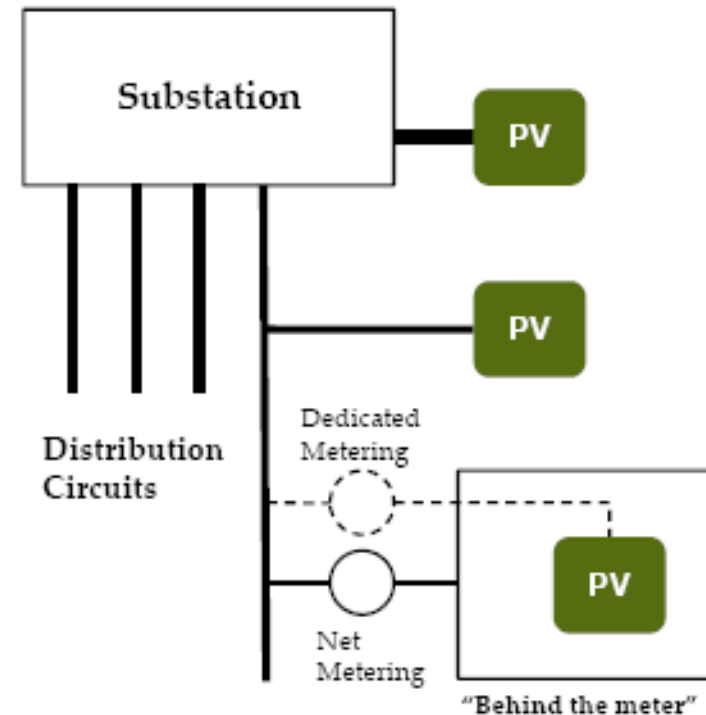 Substation
PV
PV
Dedicated
Metering
Distribution
Circuits
PV
Net
Metering
“Behind the meter”